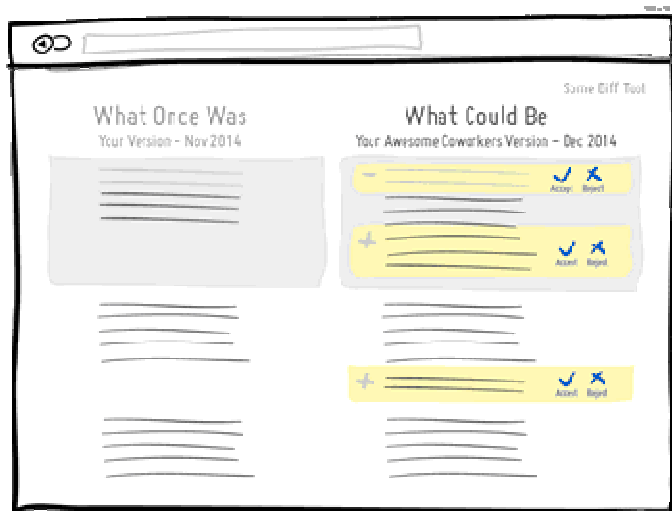 Some Diff Tool
What Once Was
Your Version - Nov 2014
What Could Be
Your Awesome Coworkers Version - Dec 2014
Accept Reject
Accept Reject
Accept Reject